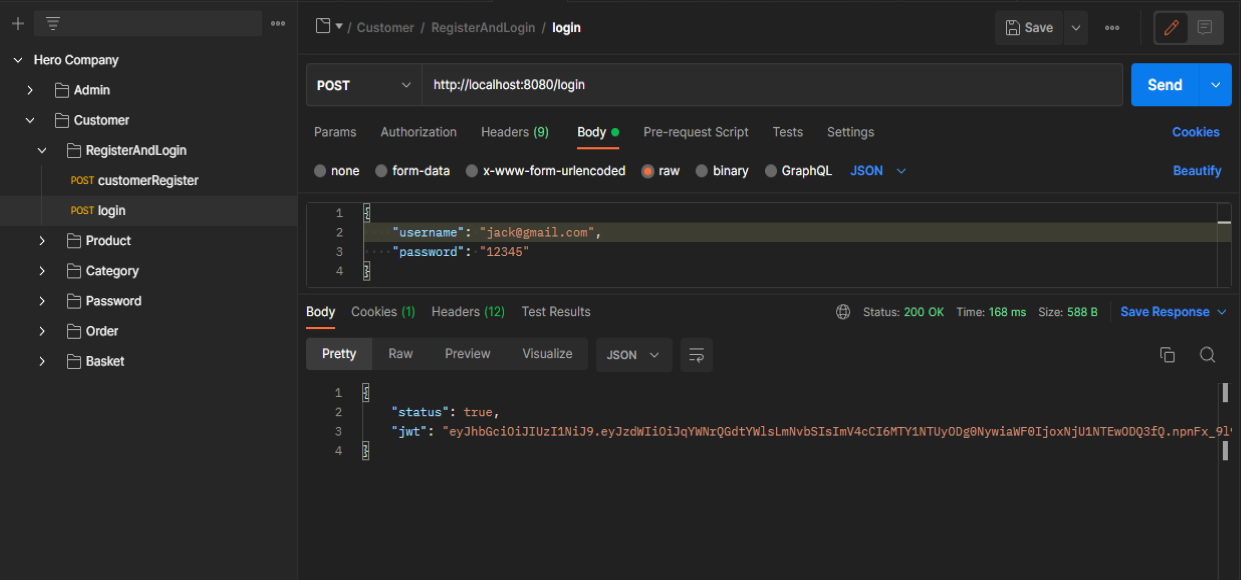 / Customer / RegisterAndLogin / login
Save
Hero Company
Admin
Customer
RegisterAndLogin
POST customerRegister
POST login
Product
Category
Password
Order
Basket
POST
http://localhost:8080/login
Send
Params Authorization Headers (9) Body Pre-request Script Tests Settings Cookies
none form-data x-www-form-urlencoded raw binary GraphQL JSON Beautify
1 {
2 "username": "jack@gmail.com",
3 "password": "12345"
4 }
Body Cookies (1) Headers (12) Test Results Status: 200 OK Time: 168 ms Size: 588 B Save Response
Pretty Raw Preview Visualize JSON
1 {
2 "status": true,
3 "jwt": "eyJhbGciOiJIUzI1NiJ9.eyJzdWIiOiJqYWNrQGdtYWlsLmNvbSIsImV4cCI6MTY1NTUyODg0NywiaWF0IjoxNjU1NTEwODQ3fQ.npnFx_9l
4 }